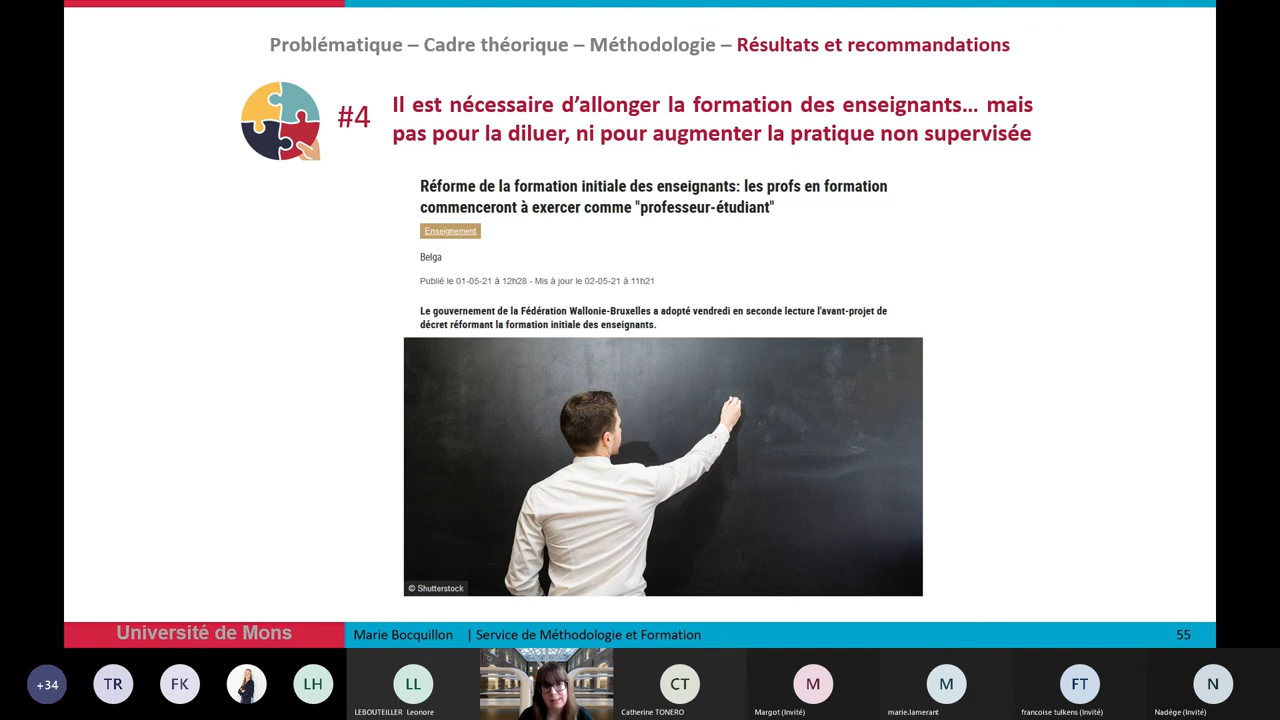 Problématique – Cadre théorique – Méthodologie – Résultats et recommandations
#4
Il est nécessaire d’allonger la formation des enseignants… mais
pas pour la diluer, ni pour augmenter la pratique non supervisée
Réforme de la formation initiale des enseignants: les profs en formation
commenceront à exercer comme "professeur-étudiant"
Enseignement
Belga
Publié le 01-05-21 à 12h28 - Mis à jour le 02-05-21 à 11h21
Le gouvernement de la Fédération Wallonie-Bruxelles a adopté vendredi en seconde lecture l'avant-projet de
décret réformant la formation initiale des enseignants.
© Shutterstock
Université de Mons
Marie Bocquillon | Service de Méthodologie et Formation
55
+34
TR
FK
LH
LL
CT
M
M
FT
N
LEBOUTEILLER Leonore
Catherine TONERO
Margot (Invité)
marie.lamerant
francoise tulkens (Invité)
Nadège (Invité)